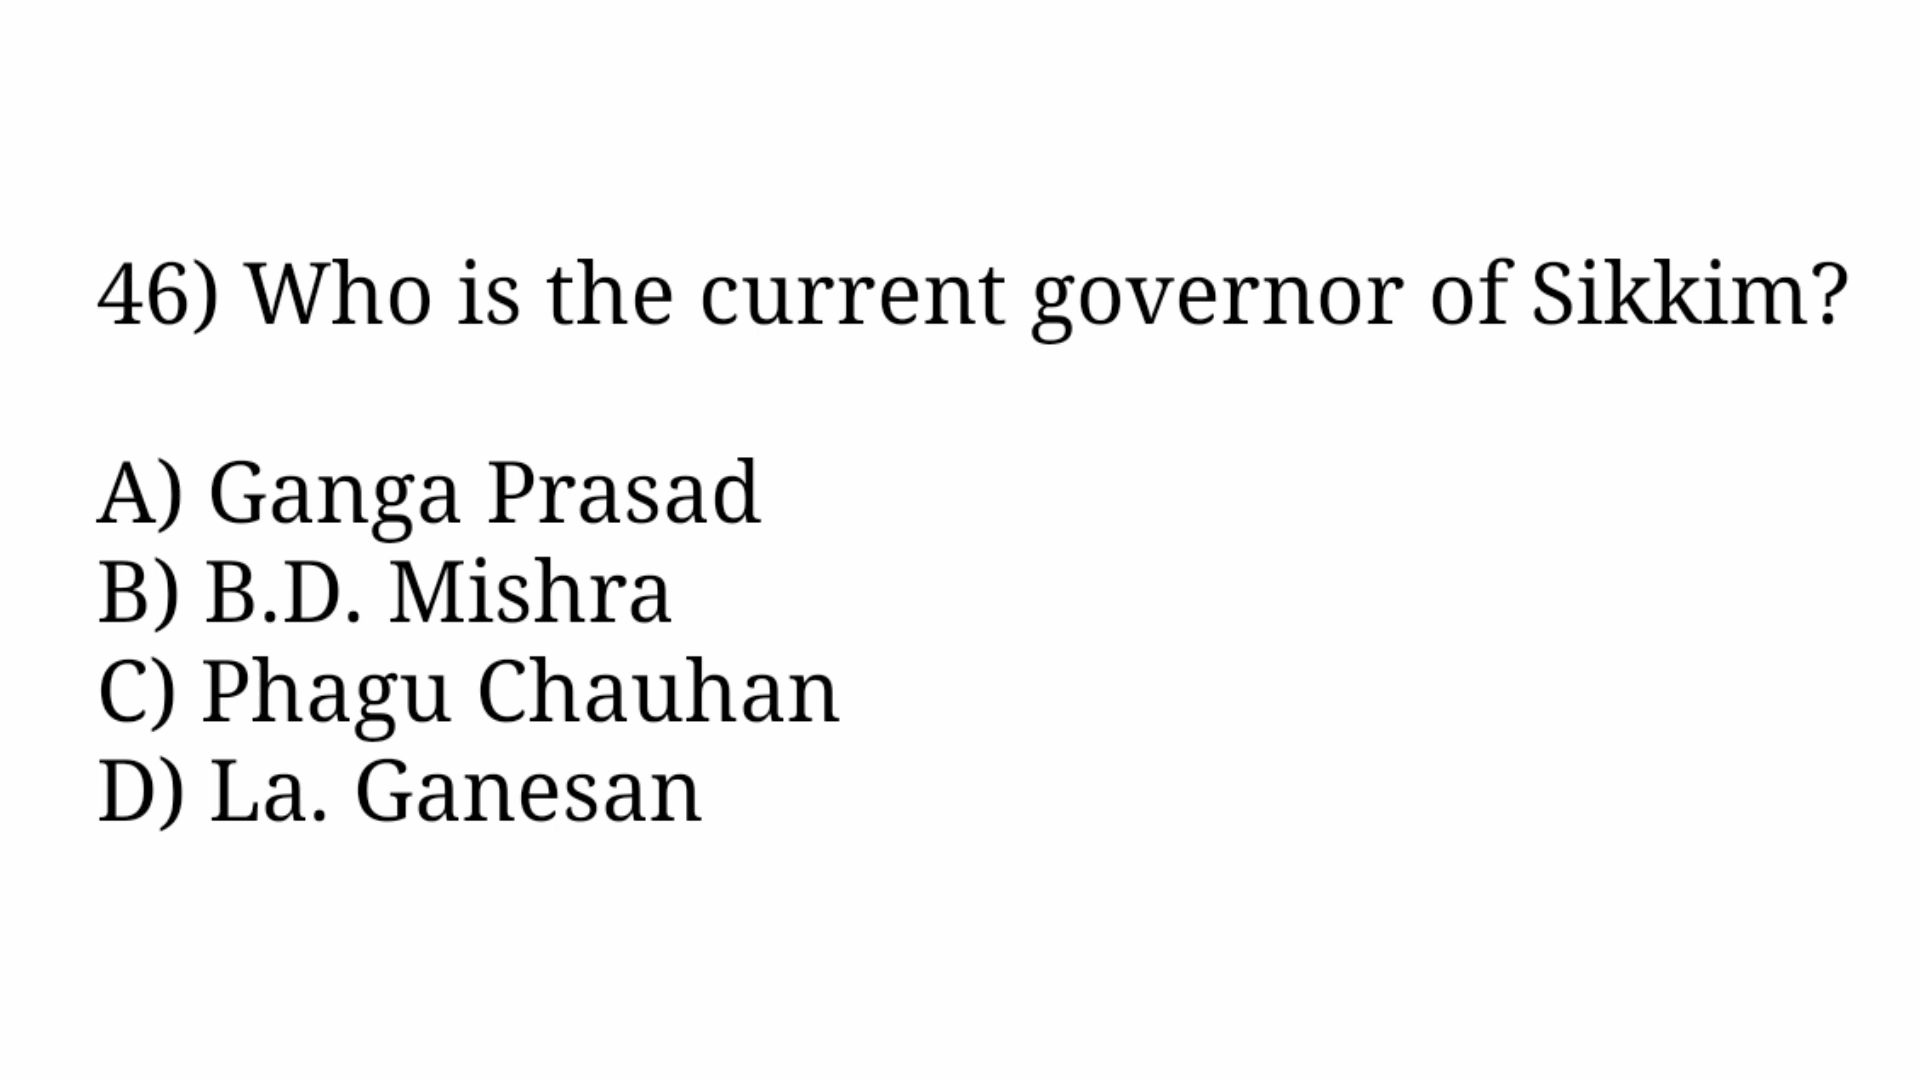 46) Who is the current governor of Sikkim?
A) Ganga Prasad
B) B.D. Mishra
C) Phagu Chauhan
D) La. Ganesan